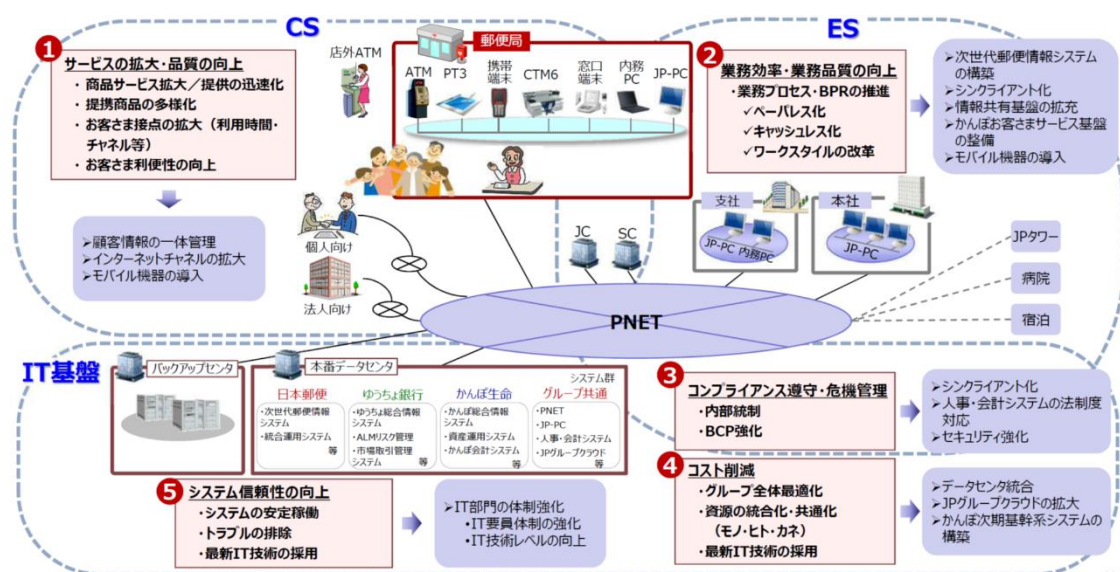 CS
ES
❶
サービスの拡大・品質の向上
・商品サービス拡大／提供の迅速化
・提携商品の多様化
・お客さま接点の拡大（利用時間・
チャネル等）
・お客さま利便性の向上
➢顧客情報の一体管理
➢インターネットチャネルの拡大
➢モバイル機器の導入
店外ATM
郵便局
ATM
PT3
携帯
端末
CTM6
窓口
端末
内務
PC
JP-PC
個人向け
法人向け
❷
業務効率・業務品質の向上
・業務プロセス・BPRの推進
✓ペーパレス化
✓キャッシュレス化
✓ワークスタイルの改革
➢次世代郵便情報システム
の構築
➢シンクライアント化
➢情報共有基盤の拡充
➢かんぽお客さまサービス基盤
の整備
➢モバイル機器の導入
支社
JP-PC 内務PC
本社
JP-PC
JC
SC
PNET
JPタワー
病院
宿泊
IT基盤
バックアップセンタ
本番データセンタ
システム群
日本郵便
・次世代郵便情報
システム
・統合運用システム
等
ゆうちょ銀行
・ゆうちょ総合情報
システム
・ALMリスク管理
・市場取引管理
システム
等
かんぽ生命
・かんぽ総合情報
システム
・資産運用システム
・かんぽ会計システム
等
グループ共通
・PNET
・JP-PC
・人事・会計システム
・JPグループクラウド
等
❸
コンプライアンス遵守・危機管理
・内部統制
・BCP強化
➢シンクライアント化
➢人事・会計システムの法制度
対応
➢セキュリティ強化
❹
コスト削減
・グループ全体最適化
・資源の統合化・共通化
（モノ・ヒト・カネ）
・最新IT技術の採用
➢データセンタ統合
➢JPグループクラウドの拡大
➢かんぽ次期基幹系システムの
構築
❺
システム信頼性の向上
・システムの安定稼働
・トラブルの排除
・最新IT技術の採用
➢IT部門の体制強化
・IT要員体制の強化
・IT技術レベルの向上